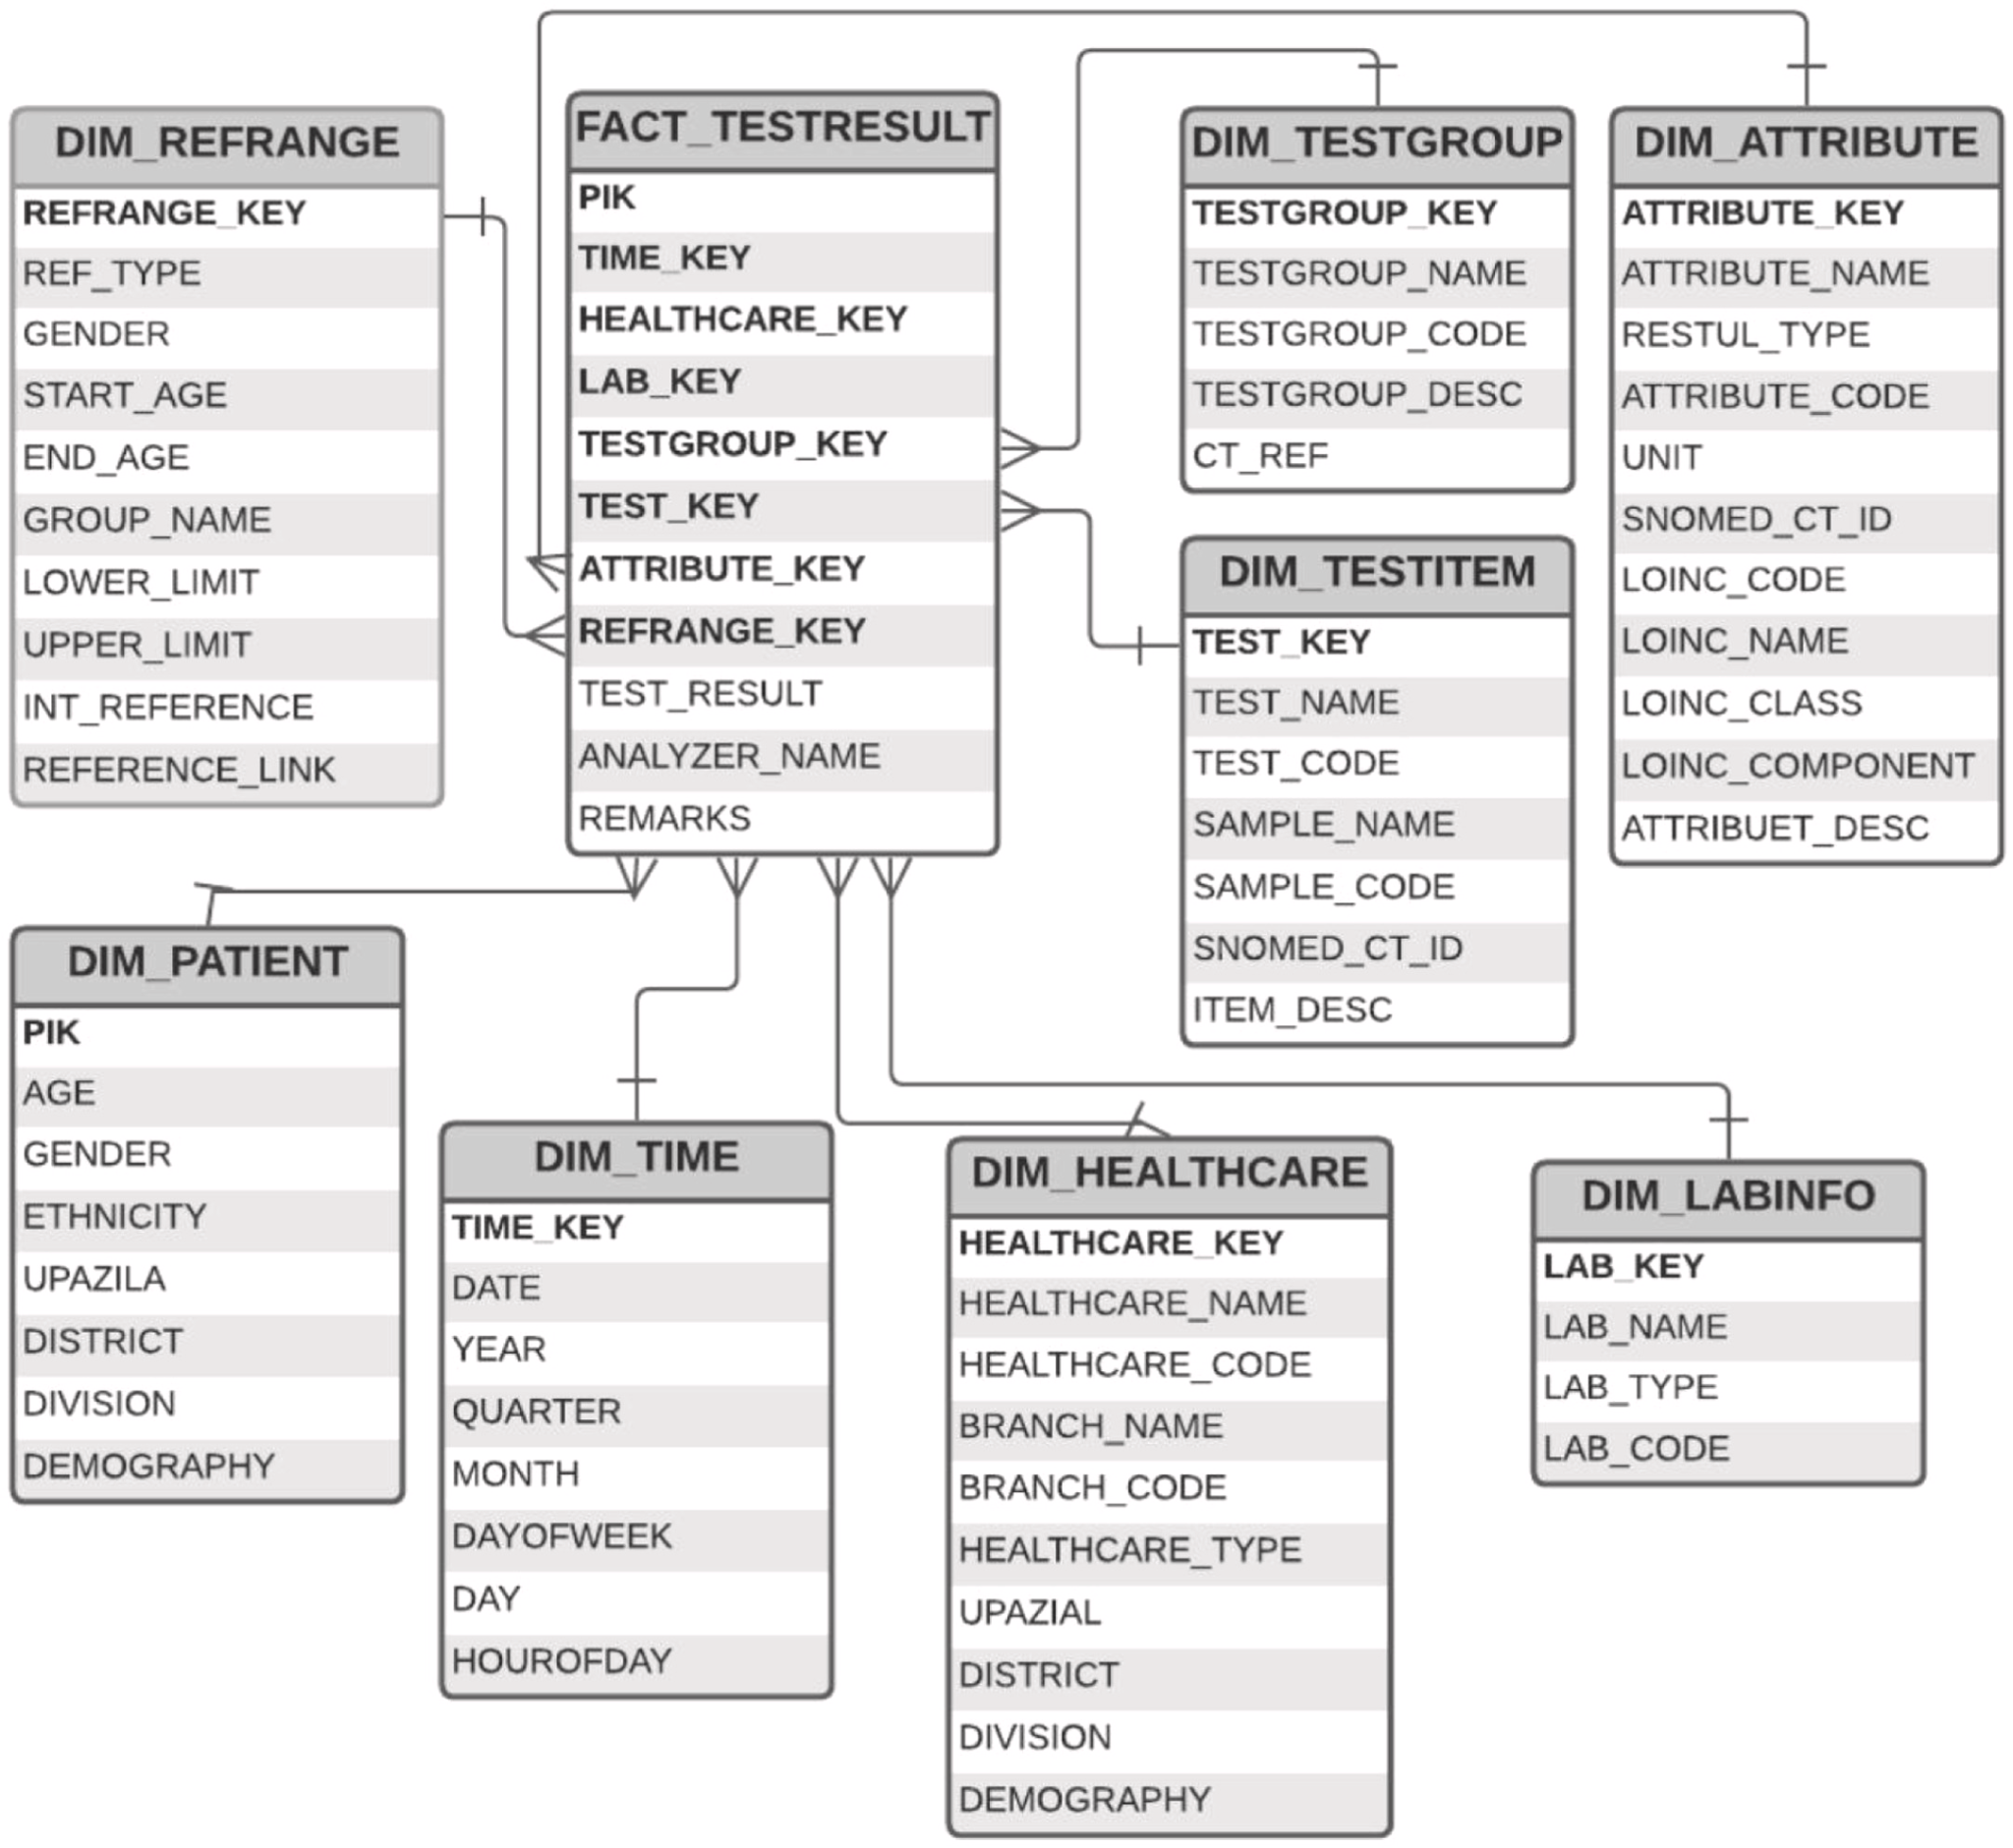 DIM_REFRANGE
REFRANGE_KEY
REF_TYPE
GENDER
START_AGE
END_AGE
GROUP_NAME
LOWER_LIMIT
UPPER_LIMIT
INT_REFERENCE
REFERENCE_LINK
FACT_TESTRESULT
PIK
TIME_KEY
HEALTHCARE_KEY
LAB_KEY
TESTGROUP_KEY
TEST_KEY
ATTRIBUTE_KEY
REFRANGE_KEY
TEST_RESULT
ANALYZER_NAME
REMARKS
DIM_TESTGROUP
TESTGROUP_KEY
TESTGROUP_NAME
TESTGROUP_CODE
TESTGROUP_DESC
CT_REF
DIM_ATTRIBUTE
ATTRIBUTE_KEY
ATTRIBUTE_NAME
RESTUL_TYPE
ATTRIBUTE_CODE
UNIT
SNOMED_CT_ID
LOINC_CODE
LOINC_NAME
LOINC_CLASS
LOINC_COMPONENT
ATTRIBUET_DESC
DIM_TESTITEM
TEST_KEY
TEST_NAME
TEST_CODE
SAMPLE_NAME
SAMPLE_CODE
SNOMED_CT_ID
ITEM_DESC
DIM_PATIENT
PIK
AGE
GENDER
ETHNICITY
UPAZILA
DISTRICT
DIVISION
DEMOGRAPHY
DIM_TIME
TIME_KEY
DATE
YEAR
QUARTER
MONTH
DAYOFWEEK
DAY
HOUROFDAY
DIM_HEALTHCARE
HEALTHCARE_KEY
HEALTHCARE_NAME
HEALTHCARE_CODE
BRANCH_NAME
BRANCH_CODE
HEALTHCARE_TYPE
UPAZIAL
DISTRICT
DIVISION
DEMOGRAPHY
DIM_LABINFO
LAB_KEY
LAB_NAME
LAB_TYPE
LAB_CODE